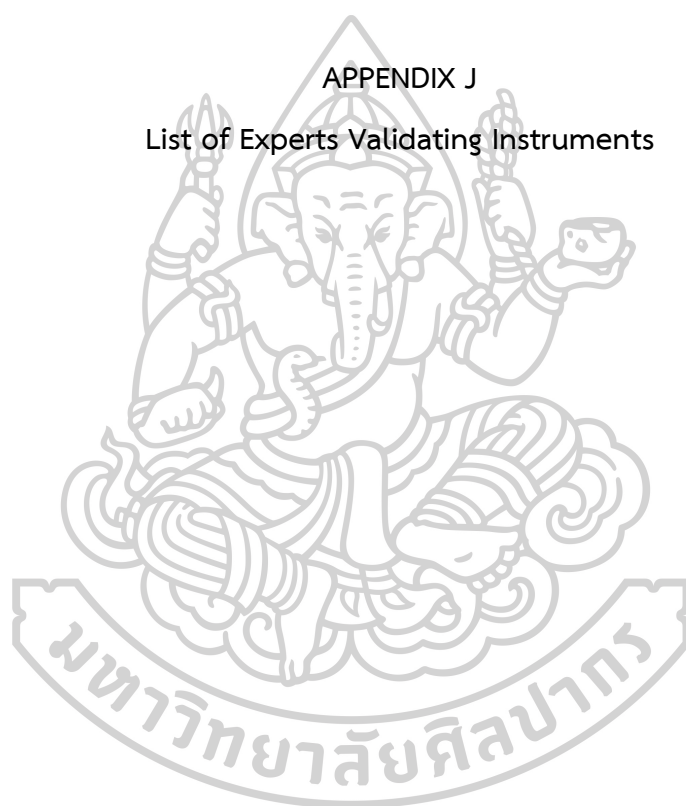 APPENDIX J
List of Experts Validating Instruments
มหาวิทยาลัยศิลปากร